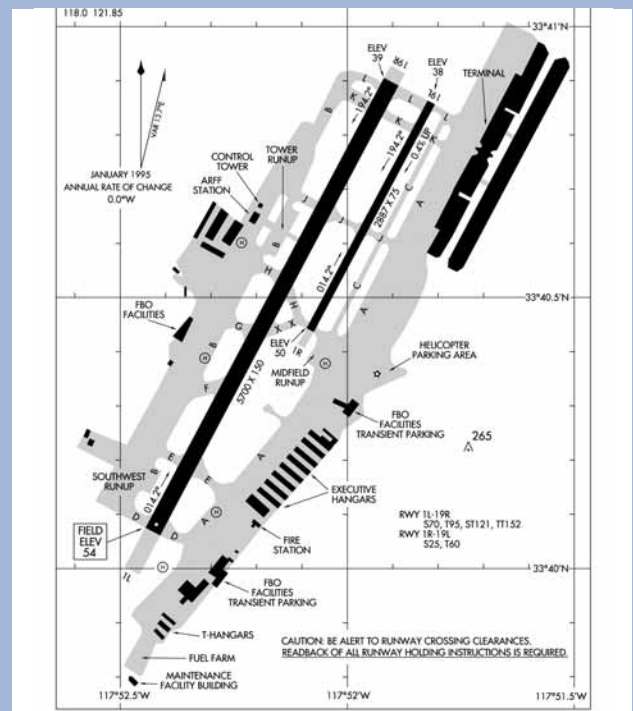 118.0 121.85
33°41'N
ELEV
39
19R
ELEV
38
19L
TERMINAL
VAR 13.7°E
JANUARY 1995
ANNUAL RATE OF CHANGE
0.0°W
CONTROL
TOWER
TOWER
RUNUP
ARFF
STATION
194.2°
194.2°
0.4% UP
2887 X 75
014.2°
L
L
L
K
K
K
B
J
J
J
C
A
B
H
H
H
C
A
33°40.5'N
FBO
FACILITIES
G
X
X
B
F
ELEV
50
1R
MIDFIELD
RUNUP
HELICOPTER
PARKING AREA
5700 X 150
FBO
FACILITIES
TRANSIENT PARKING
265
A
SOUTHWEST
RUNUP
B
E
E
014.2°
EXECUTIVE
HANGARS
RWY 1L-19R
S70, T95, ST121, TT152
RWY 1R-19L
S25, T60
FIELD
ELEV
54
D
D
A
H
FIRE
STATION
33°40'N
1L
FBO
FACILITIES
TRANSIENT PARKING
T-HANGARS
CAUTION: BE ALERT TO RUNWAY CROSSING CLEARANCES.
READBACK OF ALL RUNWAY HOLDING INSTRUCTIONS IS REQUIRED.
FUEL FARM
MAINTENANCE
FACILITY BUILDING
117°52.5'W
117°52'W
117°51.5'W